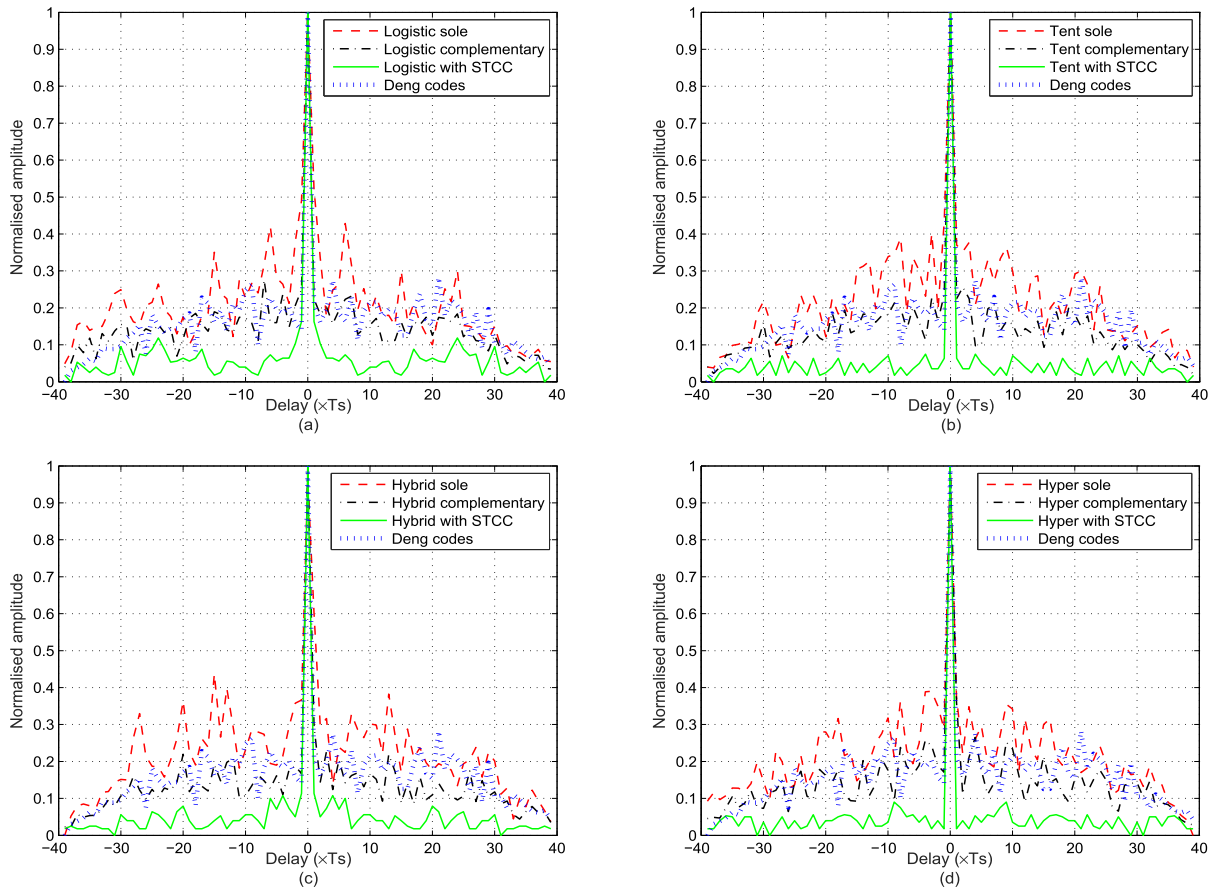 1
0.9
0.8
0.7
0.6
0.5
0.4
0.3
0.2
0.1
0
Normalised amplitude
Logistic sole
Logistic complementary
Logistic with STCC
Deng codes
−40 −30 −20 −10 0 10 20 30 40
Delay (×Ts)
(a)
1
0.9
0.8
0.7
0.6
0.5
0.4
0.3
0.2
0.1
0
Normalised amplitude
Tent sole
Tent complementary
Tent with STCC
Deng codes
−40 −30 −20 −10 0 10 20 30 40
Delay (×Ts)
(b)
1
0.9
0.8
0.7
0.6
0.5
0.4
0.3
0.2
0.1
0
Normalised amplitude
Hybrid sole
Hybrid complementary
Hybrid with STCC
Deng codes
−40 −30 −20 −10 0 10 20 30 40
Delay (×Ts)
(c)
1
0.9
0.8
0.7
0.6
0.5
0.4
0.3
0.2
0.1
0
Normalised amplitude
Hyper sole
Hyper complementary
Hyper with STCC
Deng codes
−40 −30 −20 −10 0 10 20 30 40
Delay (×Ts)
(d)